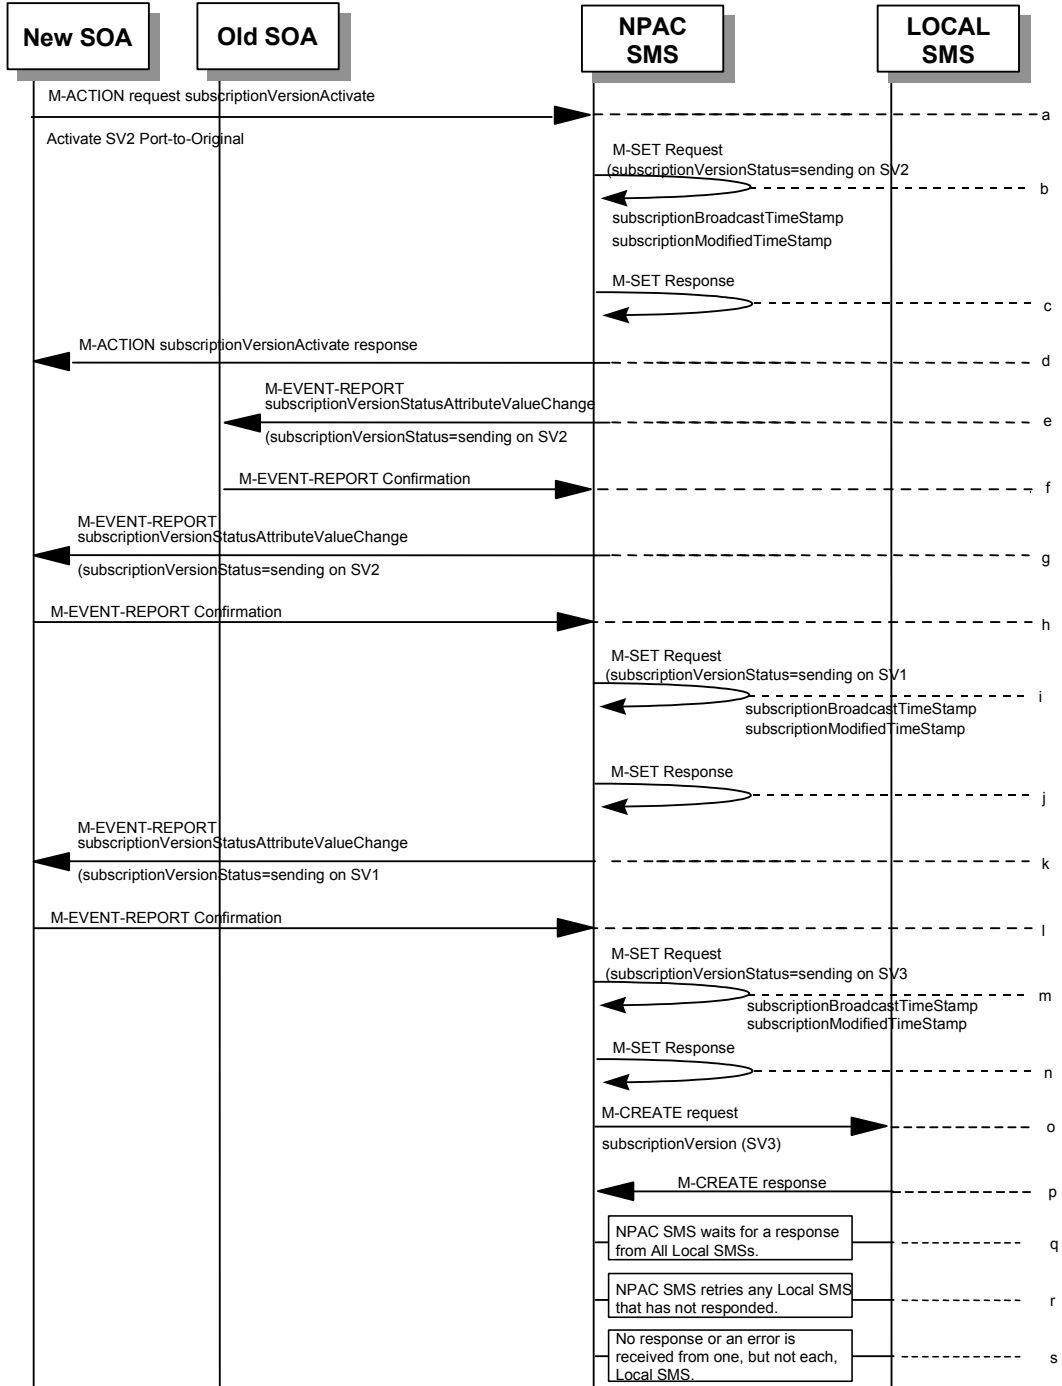 New SOA
Old SOA
NPAC
SMS
LOCAL
SMS
M-ACTION request subscriptionVersionActivate
a
Activate SV2 Port-to-Original
M-SET Request
(subscriptionVersionStatus=sending on SV2
b
subscriptionBroadcastTimeStamp
subscriptionModifiedTimeStamp
M-SET Response
c
M-ACTION subscriptionVersionActivate response
d
M-EVENT-REPORT
subscriptionVersionStatusAttributeValueChange
e
(subscriptionVersionStatus=sending on SV2
M-EVENT-REPORT Confirmation
f
M-EVENT-REPORT
subscriptionVersionStatusAttributeValueChange
g
(subscriptionVersionStatus=sending on SV2
M-EVENT-REPORT Confirmation
h
M-SET Request
(subscriptionVersionStatus=sending on SV1
i
subscriptionBroadcastTimeStamp
subscriptionModifiedTimeStamp
M-SET Response
j
M-EVENT-REPORT
subscriptionVersionStatusAttributeValueChange
k
(subscriptionVersionStatus=sending on SV1
M-EVENT-REPORT Confirmation
l
M-SET Request
(subscriptionVersionStatus=sending on SV3
m
subscriptionBroadcastTimeStamp
subscriptionModifiedTimeStamp
M-SET Response
n
M-CREATE request
o
subscriptionVersion (SV3)
M-CREATE response
p
NPAC SMS waits for a response
from All Local SMSs.
q
NPAC SMS retries any Local SMS
that has not responded.
r
No response or an error is
received from one, but not each,
Local SMS.
s